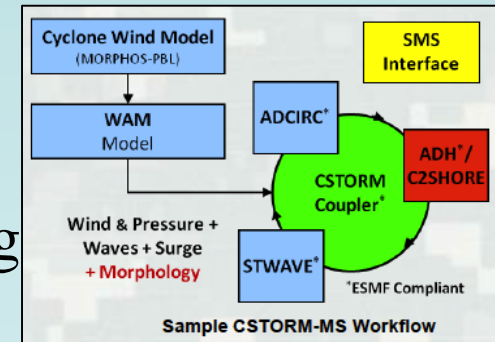 Cyclone Wind Model
(MORPHOS-PBL)
SMS
Interface
WAM
Model
ADCIRC*
ADH*/
C2SHORE
CSTORM
Coupler*
Wind & Pressure +
Waves + Surge
+ Morphology
g
STWAVE*
*ESMF Compliant
Sample CSTORM-MS Workflow